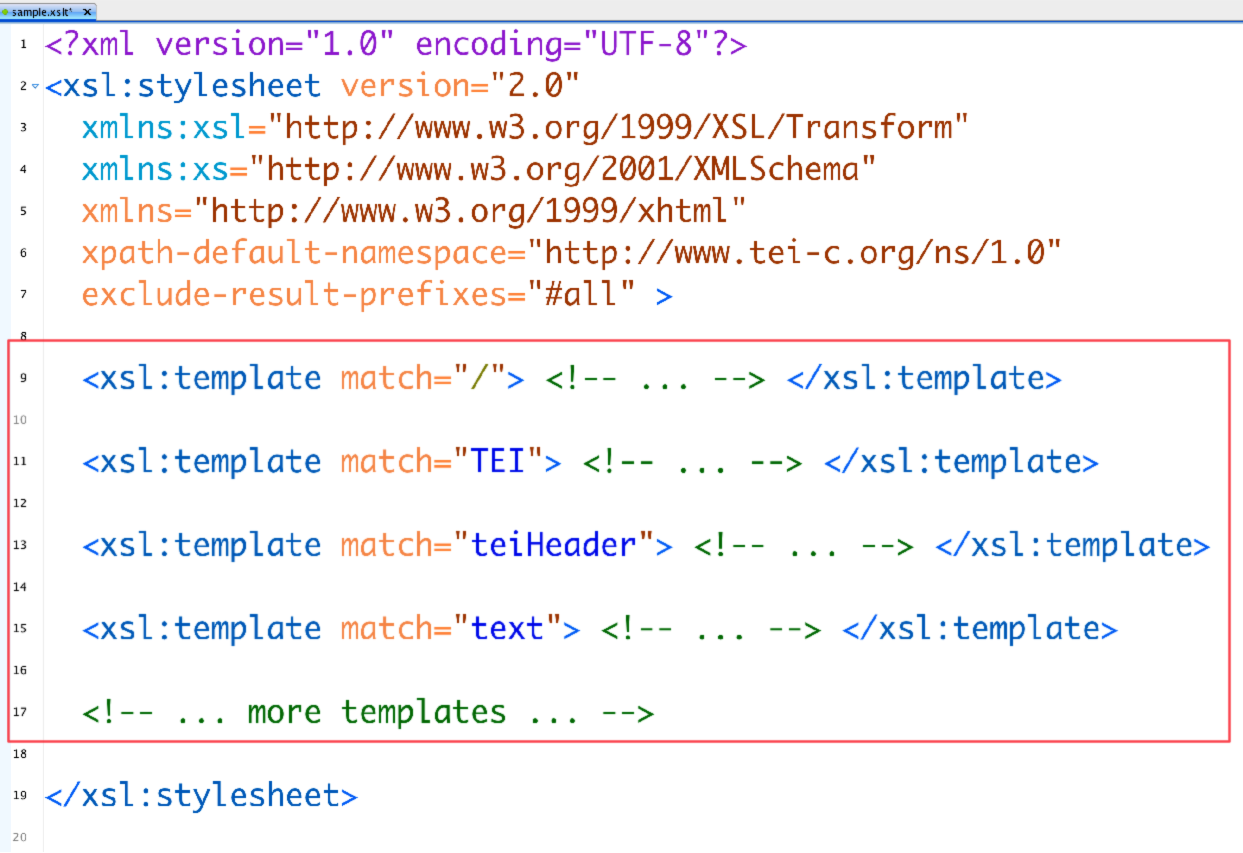 sample.xslt* ×
1 <?xml version="1.0" encoding="UTF-8"?>
2 <xsl:stylesheet version="2.0"
3 xmlns:xsl="http://www.w3.org/1999/XSL/Transform"
4 xmlns:xs="http://www.w3.org/2001/XMLSchema"
5 xmlns="http://www.w3.org/1999/xhtml"
6 xpath-default-namespace="http://www.tei-c.org/ns/1.0"
7 exclude-result-prefixes="#all" >
8
9 <xsl:template match="/"> <!-- ... --> </xsl:template>
10
11 <xsl:template match="TEI"> <!-- ... --> </xsl:template>
12
13 <xsl:template match="teiHeader"> <!-- ... --> </xsl:template>
14
15 <xsl:template match="text"> <!-- ... --> </xsl:template>
16
17 <!-- ... more templates ... -->
18
19 </xsl:stylesheet>
20